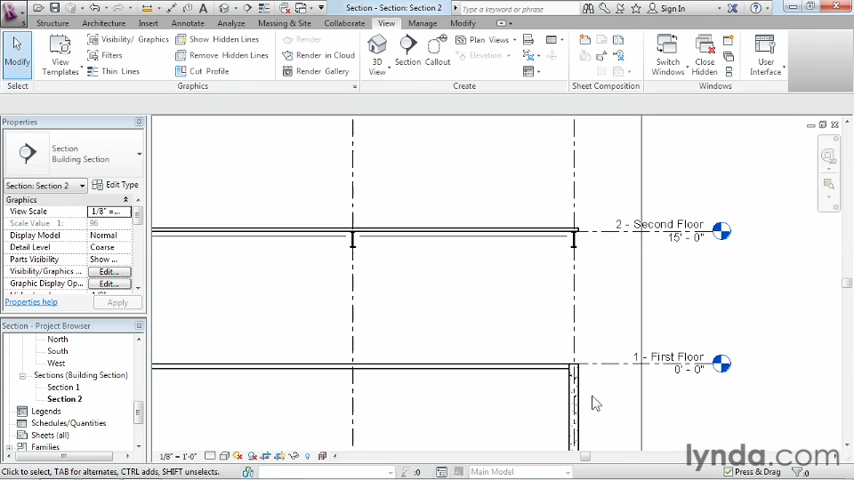 Section - Section: Section 2
Type a keyword or phrase
Sign In
Structure Architecture Insert Annotate Analyze Massing & Site Collaborate View Manage Modify
Modify
View
Templates
Visibility/ Graphics
Filters
Thin Lines
Show Hidden Lines
Remove Hidden Lines
Cut Profile
Render
Render in Cloud
Render Gallery
3D
View
Section
Callout
Plan Views
Elevation
Switch
Windows
Close
Hidden
User
Interface
Select Graphics Create Sheet Composition Windows
Properties
Section
Building Section
Section: Section 2
Edit Type
Graphics
View Scale 1/8" =...
Scale Value 1: 96
Display Model Normal
Detail Level Coarse
Parts Visibility Show ...
Visibility/Graphics ... Edit...
Graphic Display Op... Edit...
Properties help
Apply
Section - Project Browser
North
South
West
Sections (Building Section)
Section 1
Section 2
Legends
Schedules/Quantities
Sheets (all)
Families
2 - Second Floor
15' - 0"
1 - First Floor
0' - 0"
1/8" = 1'-0"
Click to select, TAB for alternates, CTRL adds, SHIFT unselects.
:0
Main Model
Press & Drag
:0
lynda.com